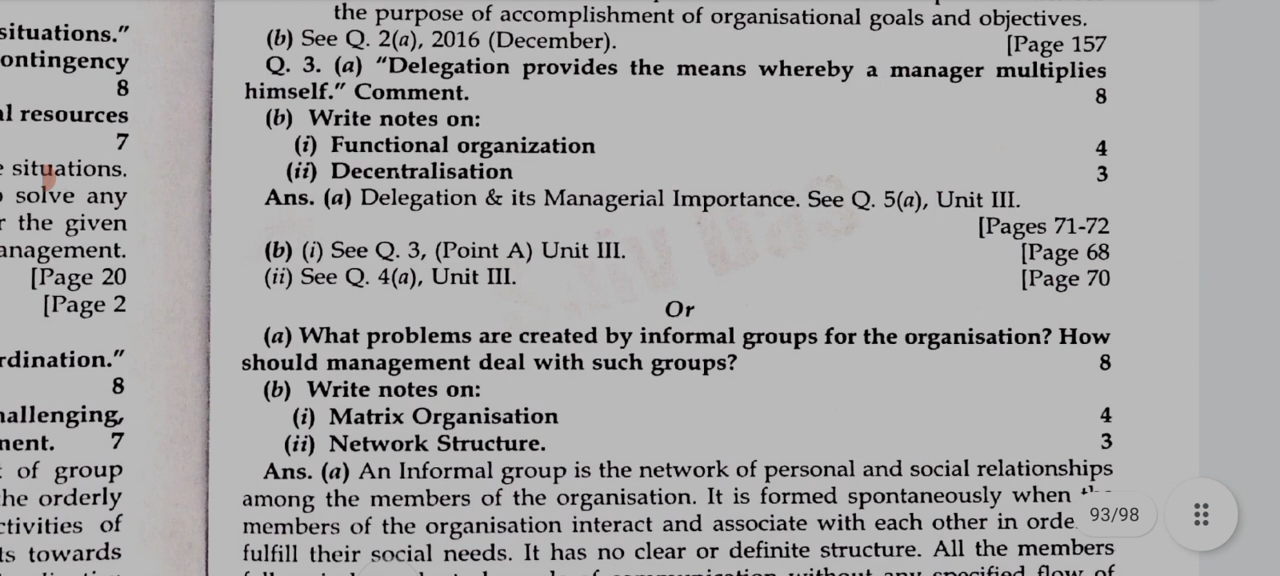 situations.”
ontingency
8
al resources
7
situations.
solve any
the given
anagement.
[Page 20
[Page 2
rdination.”
8
hallenging,
ment. 7
of group
he orderly
ctivities of
ts towards
the purpose of accomplishment of organisational goals and objectives.
(b) See Q. 2(a), 2016 (December). [Page 157
Q. 3. (a) “Delegation provides the means whereby a manager multiplies
himself.” Comment. 8
(b) Write notes on:
(i) Functional organization 4
(ii) Decentralisation 3
Ans. (a) Delegation & its Managerial Importance. See Q. 5(a), Unit III.
[Pages 71-72
(b) (i) See Q. 3, (Point A) Unit III. [Page 68
(ii) See Q. 4(a), Unit III. [Page 70
Or
(a) What problems are created by informal groups for the organisation? How
should management deal with such groups? 8
(b) Write notes on:
(i) Matrix Organisation 4
(ii) Network Structure. 3
Ans. (a) An Informal group is the network of personal and social relationships
among the members of the organisation. It is formed spontaneously when
members of the organisation interact and associate with each other in orde
fulfill their social needs. It has no clear or definite structure. All the members
without any specified flow of
93/98